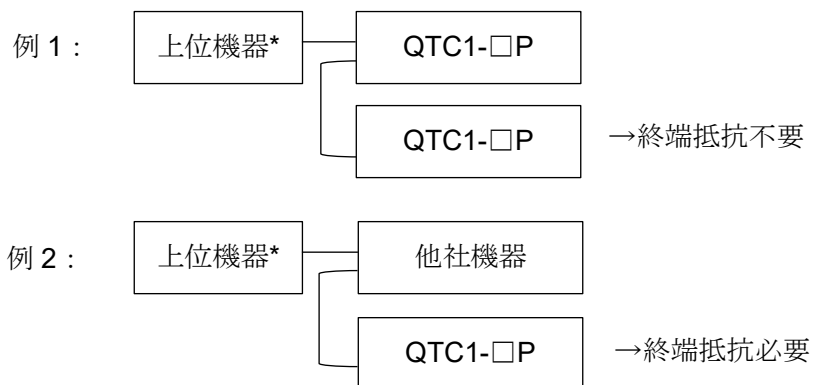 例 1： 上位機器* QTC1-□P
QTC1-□P →終端抵抗不要
例 2： 上位機器* 他社機器
QTC1-□P →終端抵抗必要